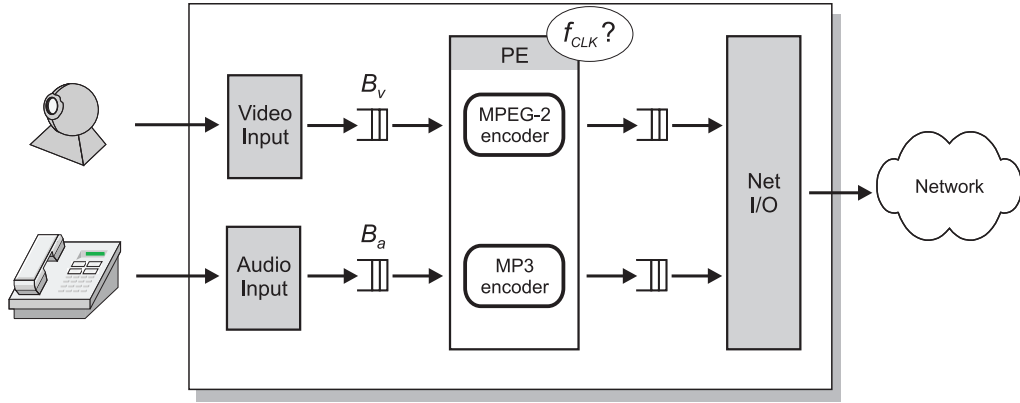 f_CLK ?
PE
B_v
Video
Input
MPEG-2
encoder
Net
I/O
Network
B_a
Audio
Input
MP3
encoder